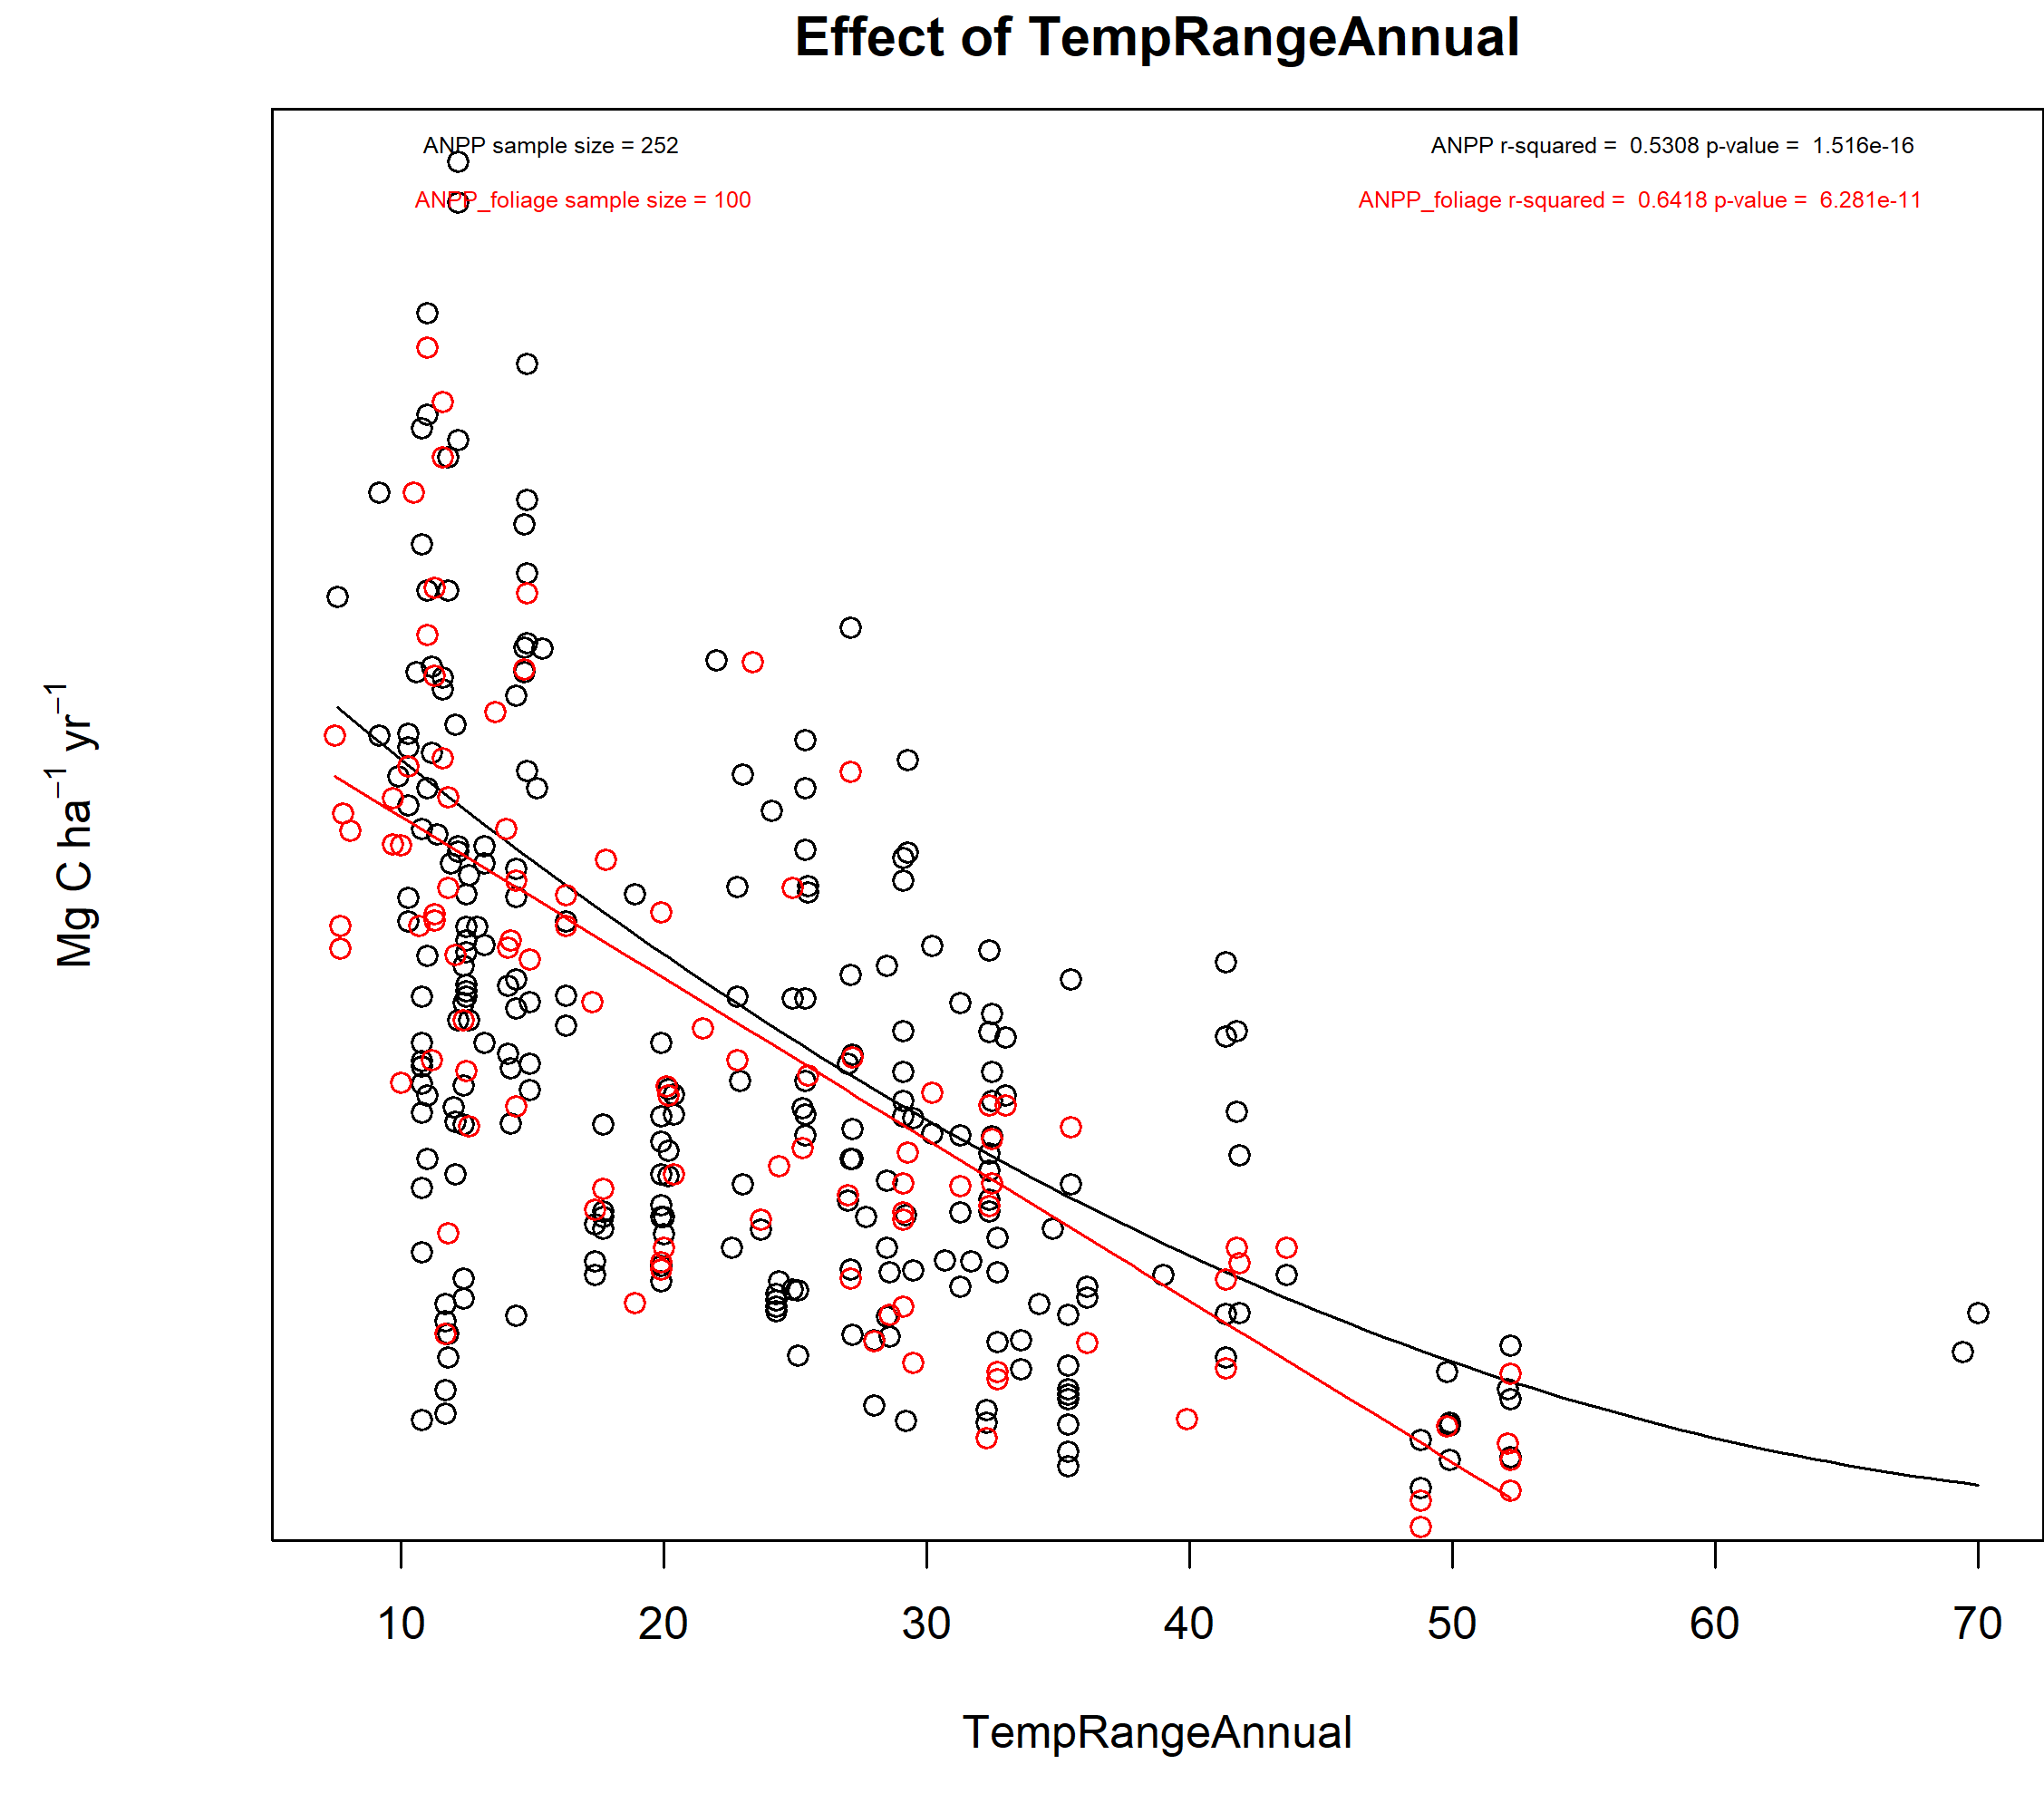 Effect of TempRangeAnnual
ANPP sample size = 252
ANPP r-squared = 0.5308 p-value = 1.516e-16
ANPP_foliage sample size = 100
ANPP_foliage r-squared = 0.6418 p-value = 6.281e-11
Mg C ha⁻¹ yr⁻¹
10 20 30 40 50 60 70
TempRangeAnnual